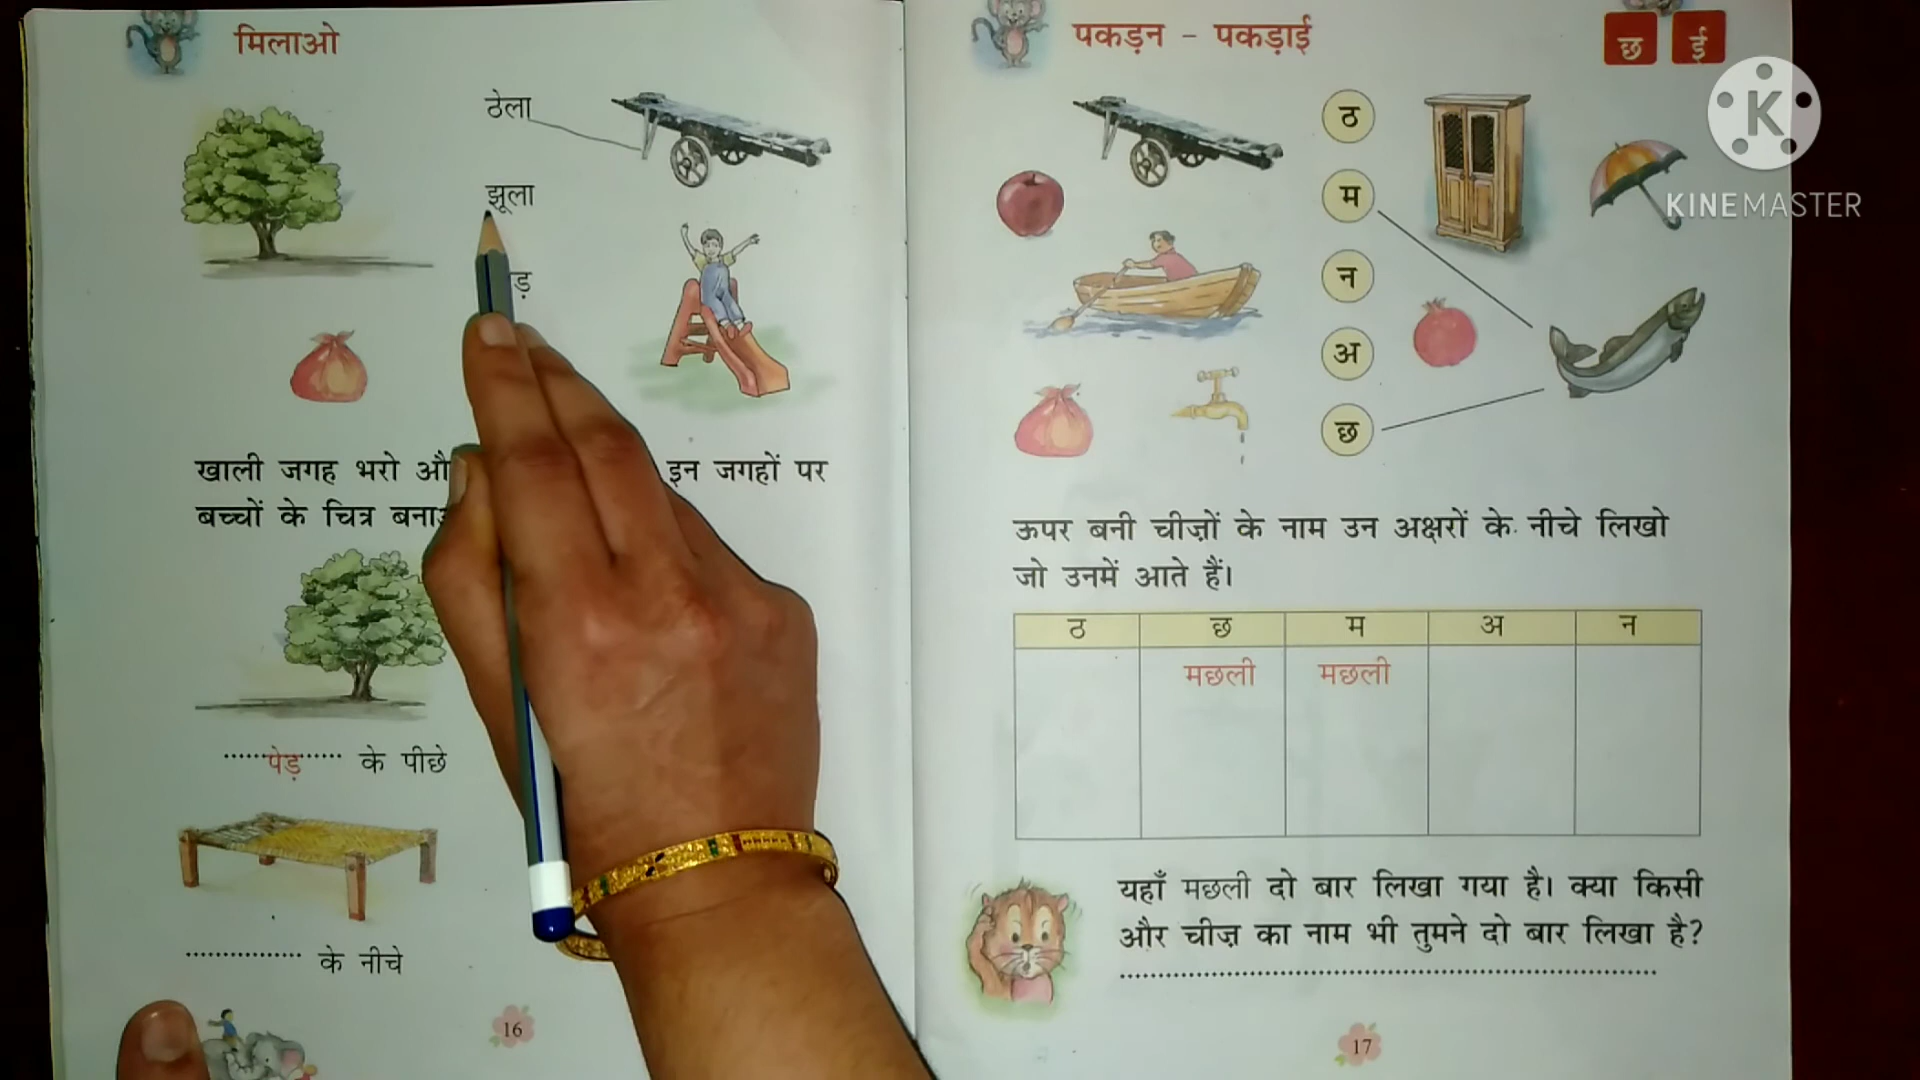 मिलाओ
ठेला
झूला
ड़
खाली जगह भरो औ इन जगहों पर
बच्चों के चित्र
पेड़ के पीछे
के नीचे
16
पकड़न - पकड़ाई
छ ई
ठ
म
न
अ
छ
ऊपर बनी चीज़ों के नाम उन अक्षरों के नीचे लिखो
जो उनमें आते हैं।
ठ छ म अ न
मछली मछली
यहाँ मछली दो बार लिखा गया है। क्या किसी
और चीज़ का नाम भी तुमने दो बार लिखा है?
17
K
KINEMASTER